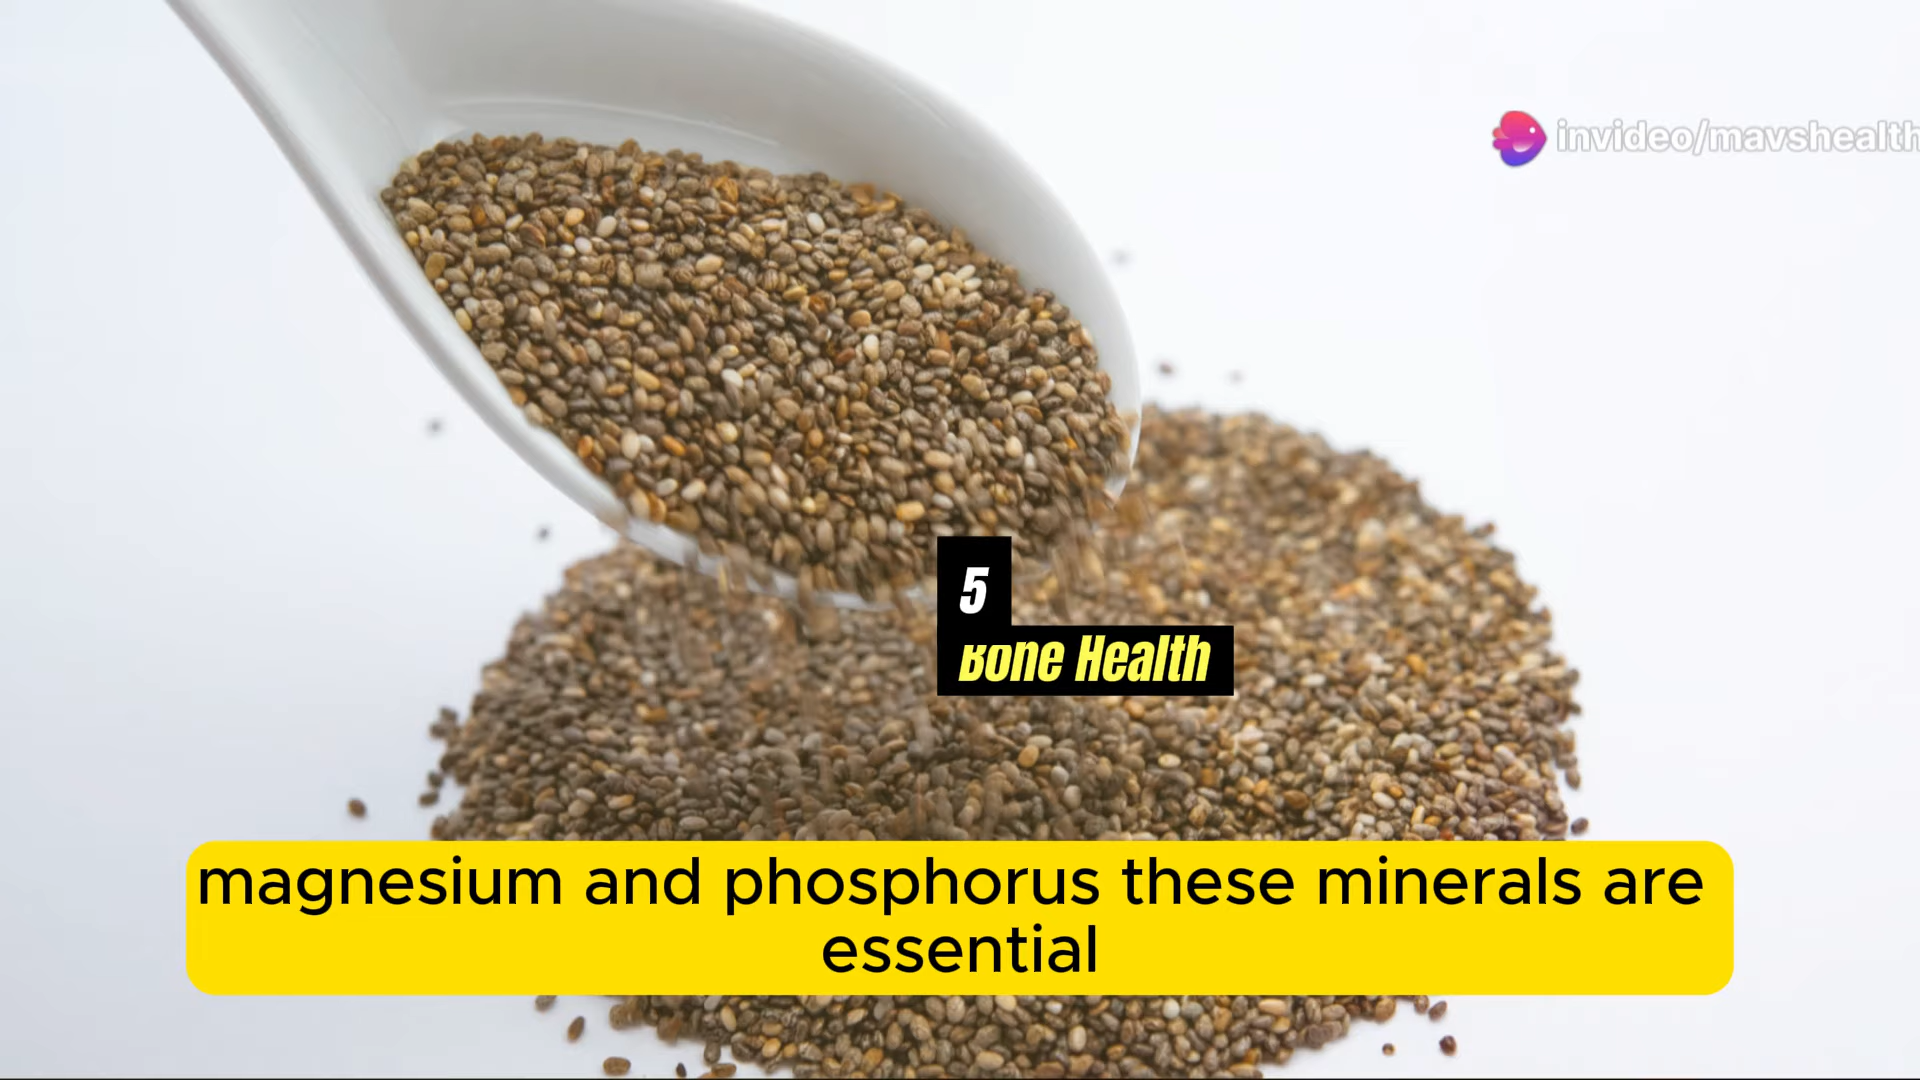 invideo/mavshealth
5
Bone Health
magnesium and phosphorus these minerals are
essential